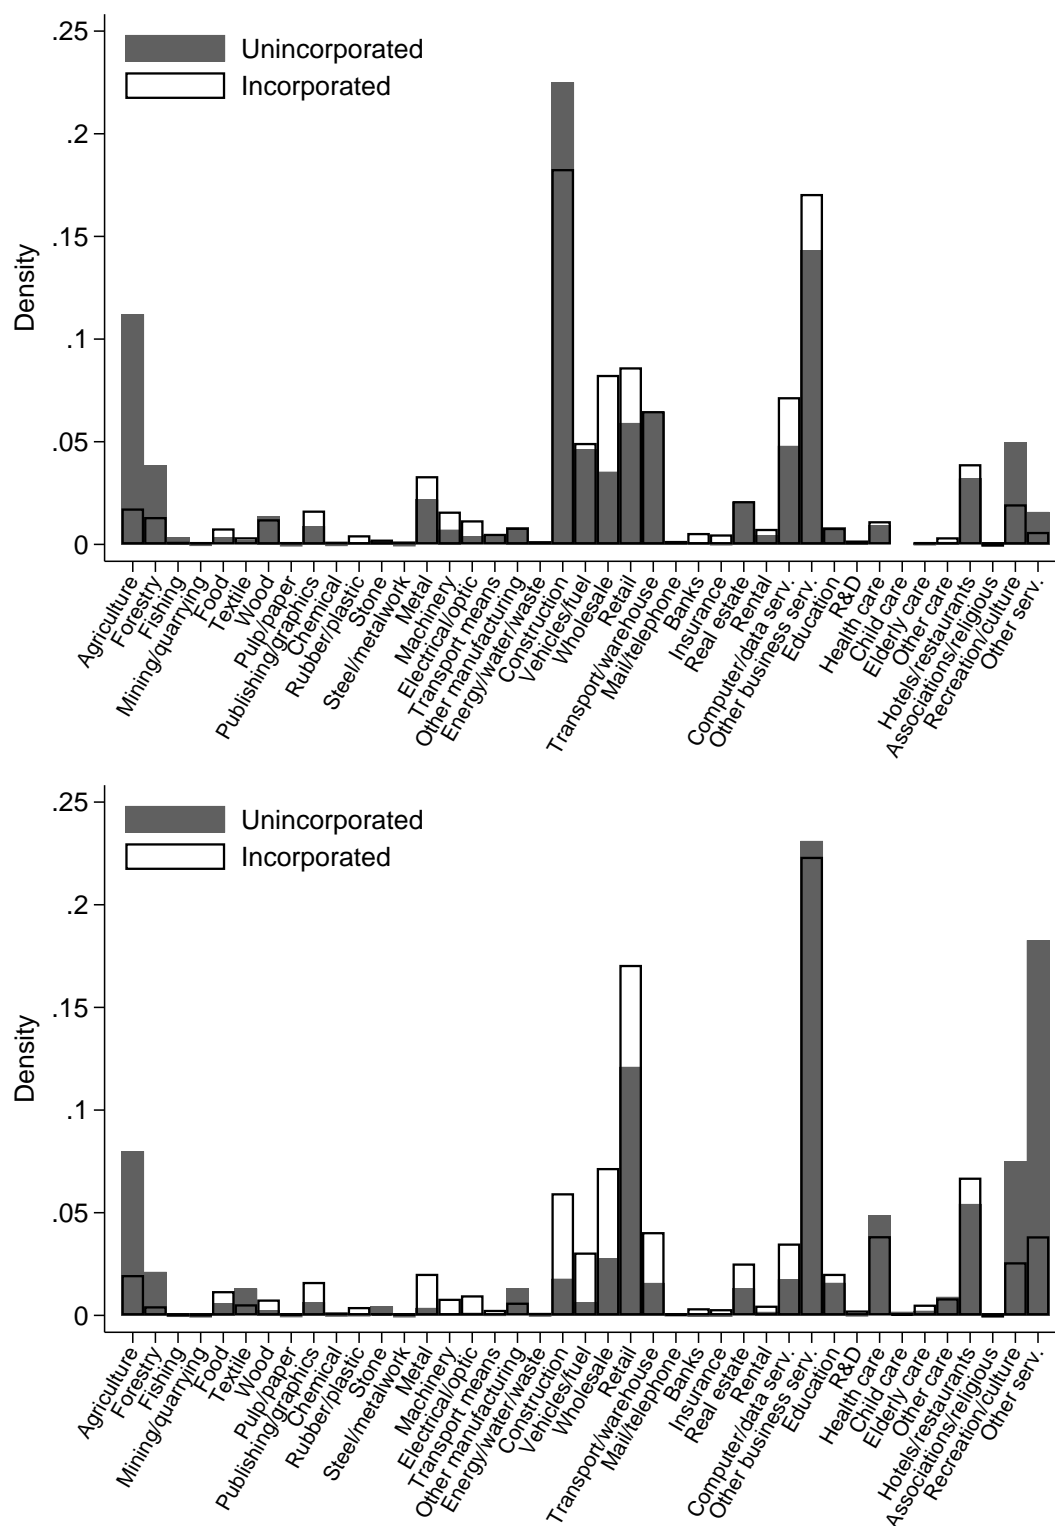 .25
Unincorporated
Incorporated
.2
.15
Density
.1
.05
0
Agriculture
Forestry
Fishing
Mining/quarrying
Food
Textile
Wood
Pulp/paper
Publishing/graphics
Chemical
Rubber/plastic
Stone
Steel/metalwork
Metal
Machinery
Electrical/optic
Transport means
Other manufacturing
Energy/water/waste
Construction
Vehicles/fuel
Wholesale
Retail
Transport/warehouse
Mail/telephone
Banks
Insurance
Real estate
Rental
Computer/data serv.
Other business serv.
Education
R&D
Health care
Child care
Elderly care
Other care
Hotels/restaurants
Associations/religious
Recreation/culture
Other serv.
.25
Unincorporated
Incorporated
.2
.15
Density
.1
.05
0
Agriculture
Forestry
Fishing
Mining/quarrying
Food
Textile
Wood
Pulp/paper
Publishing/graphics
Chemical
Rubber/plastic
Stone
Steel/metalwork
Metal
Machinery
Electrical/optic
Transport means
Other manufacturing
Energy/water/waste
Construction
Vehicles/fuel
Wholesale
Retail
Transport/warehouse
Mail/telephone
Banks
Insurance
Real estate
Rental
Computer/data serv.
Other business serv.
Education
R&D
Health care
Child care
Elderly care
Other care
Hotels/restaurants
Associations/religious
Recreation/culture
Other serv.